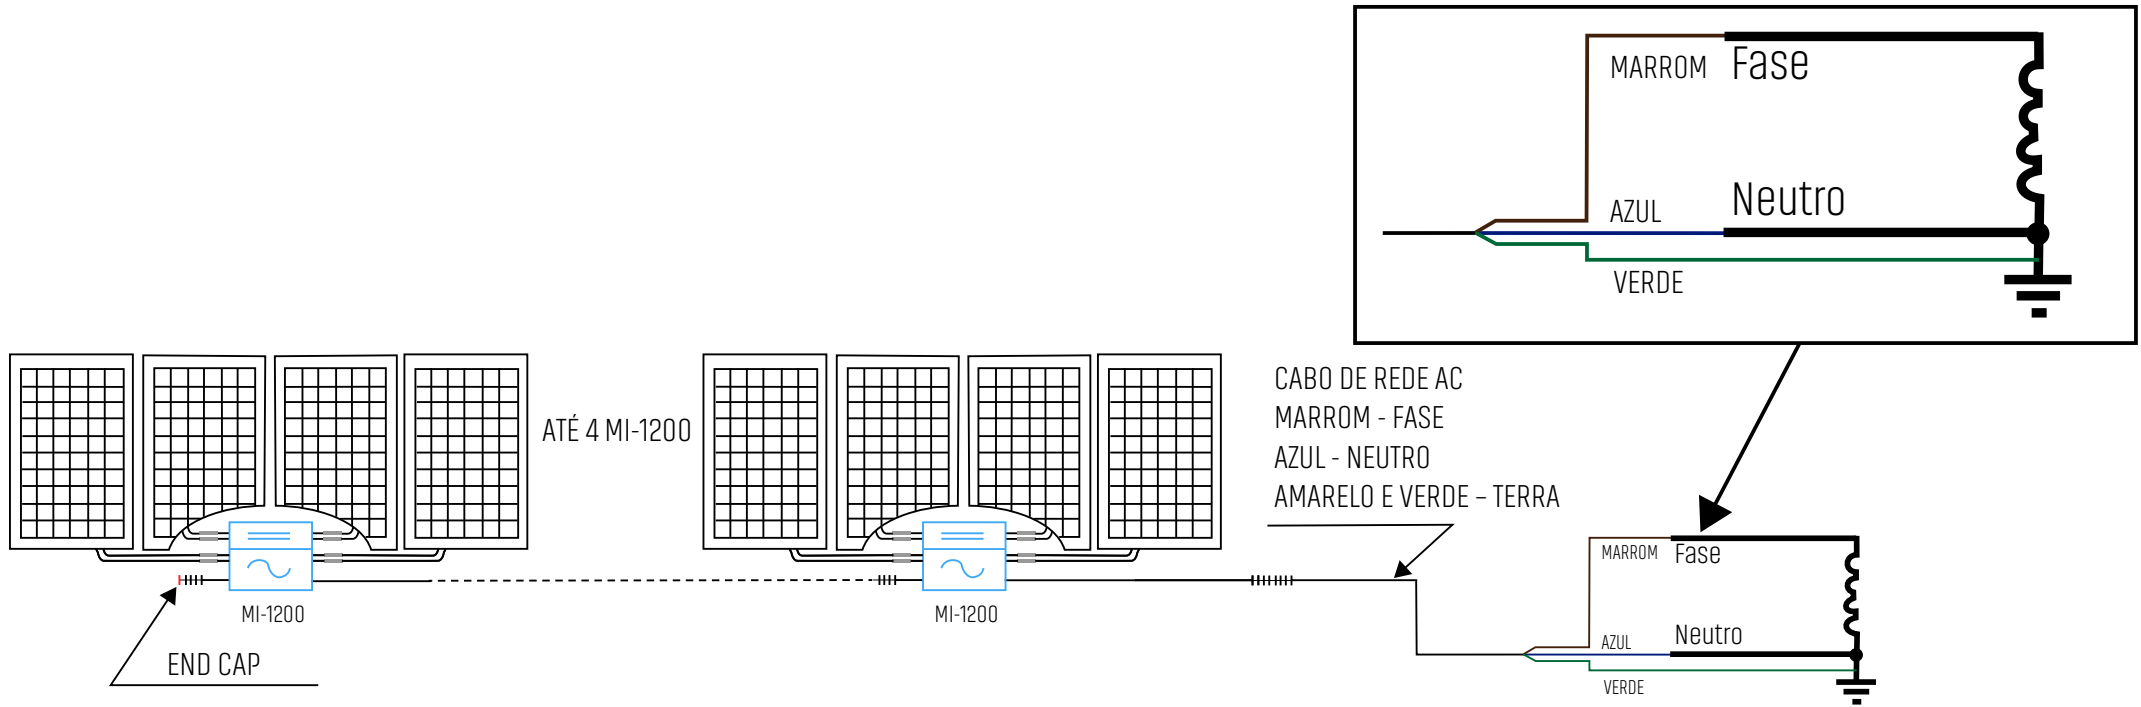 MARROM Fase
AZUL Neutro
VERDE
ATÉ 4 MI-1200
CABO DE REDE AC
MARROM - FASE
AZUL - NEUTRO
AMARELO E VERDE – TERRA
MARROM Fase
AZUL Neutro
VERDE
MI-1200
MI-1200
END CAP